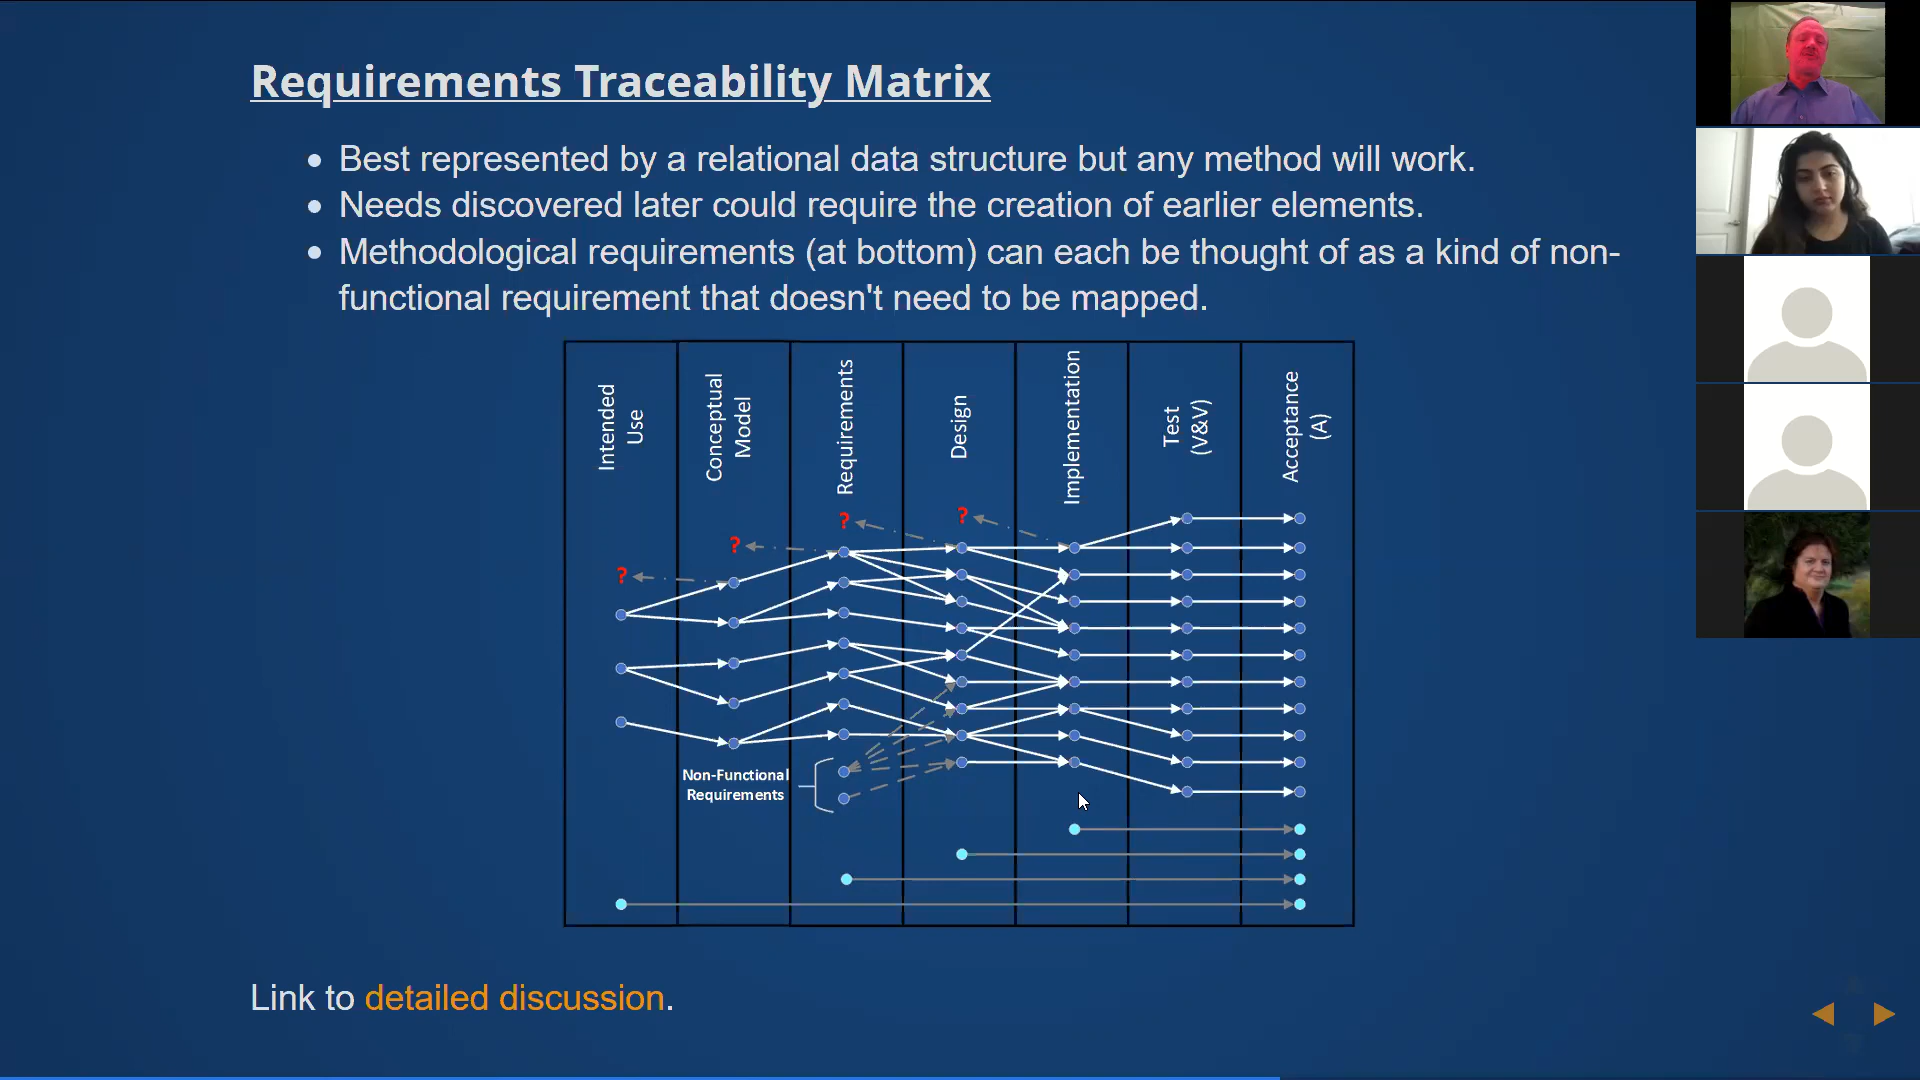 Requirements Traceability Matrix
Best represented by a relational data structure but any method will work.
Needs discovered later could require the creation of earlier elements.
Methodological requirements (at bottom) can each be thought of as a kind of non-
functional requirement that doesn't need to be mapped.
Intended
Use
Conceptual
Model
Requirements
Design
Implementation
Test
(V&V)
Acceptance
(A)
?
?
?
?
Non-Functional
Requirements
Link to detailed discussion.